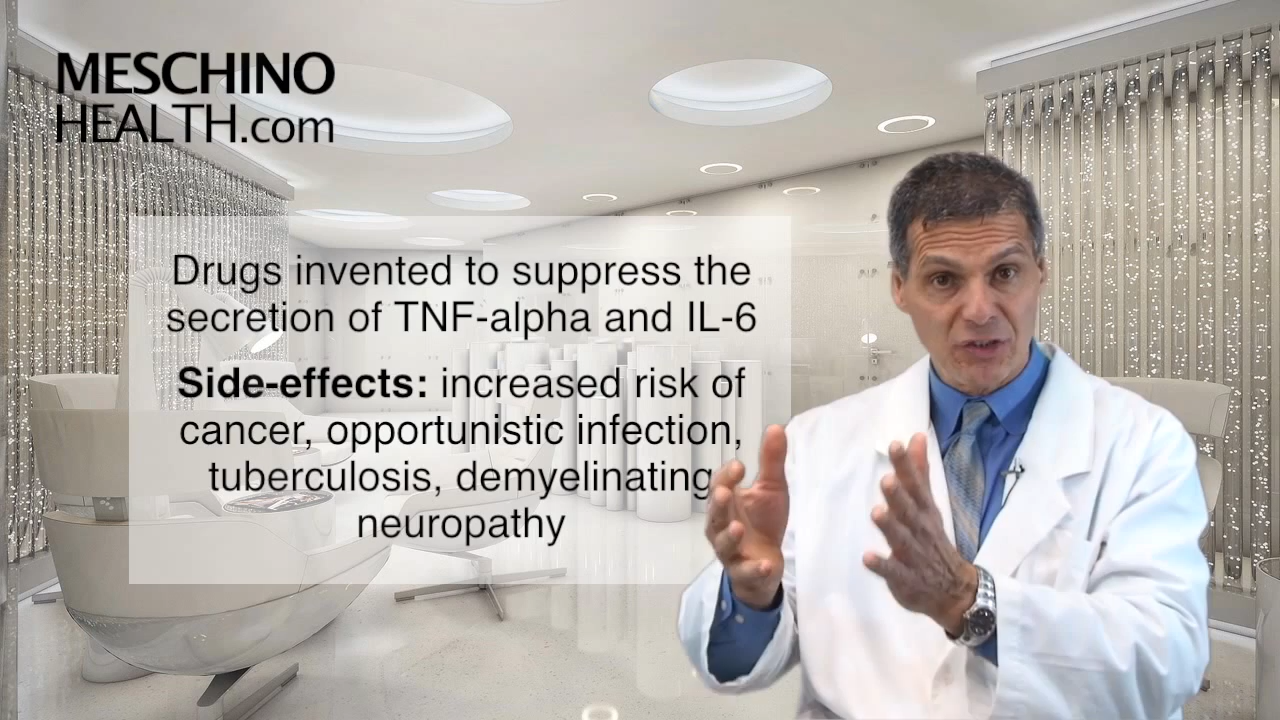 MESCHINO
HEALTH.com
Drugs invented to suppress the
secretion of TNF-alpha and IL-6
Side-effects: increased risk of
cancer, opportunistic infection,
tuberculosis, demyelinating
neuropathy